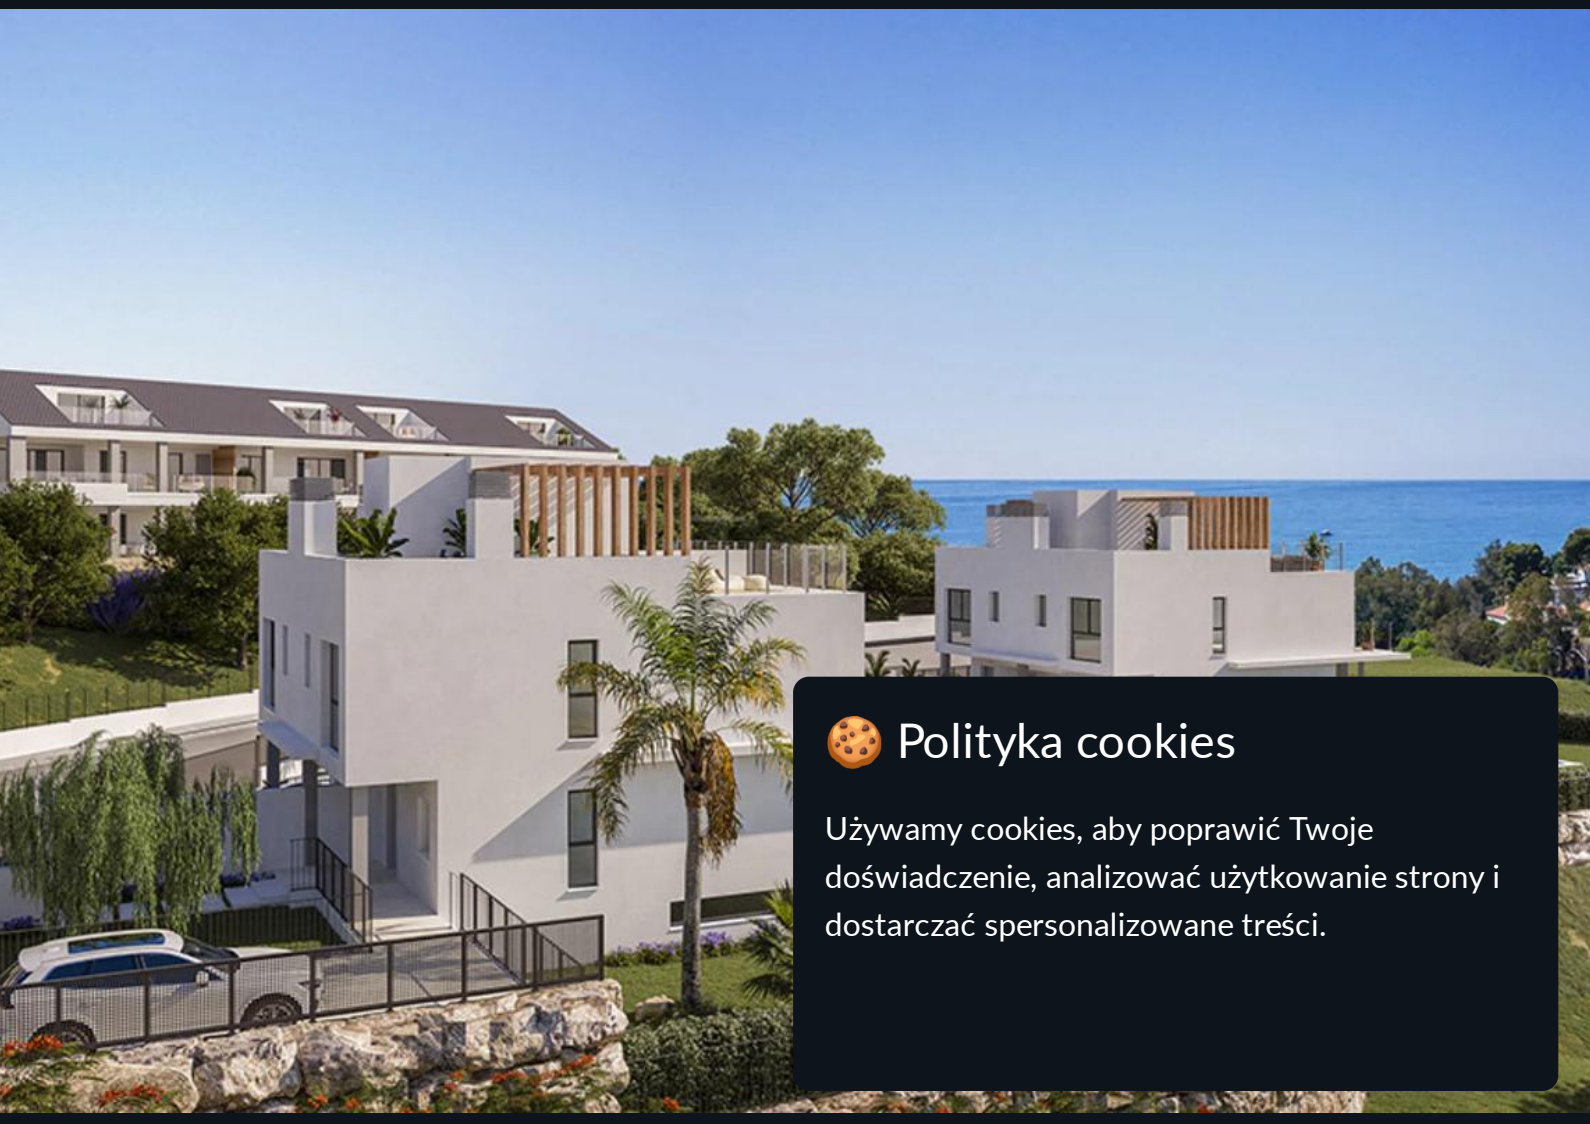 🍪 Polityka cookies
Używamy cookies, aby poprawić Twoje
doświadczenie, analizować użytkowanie strony i
dostarczać spersonalizowane treści.